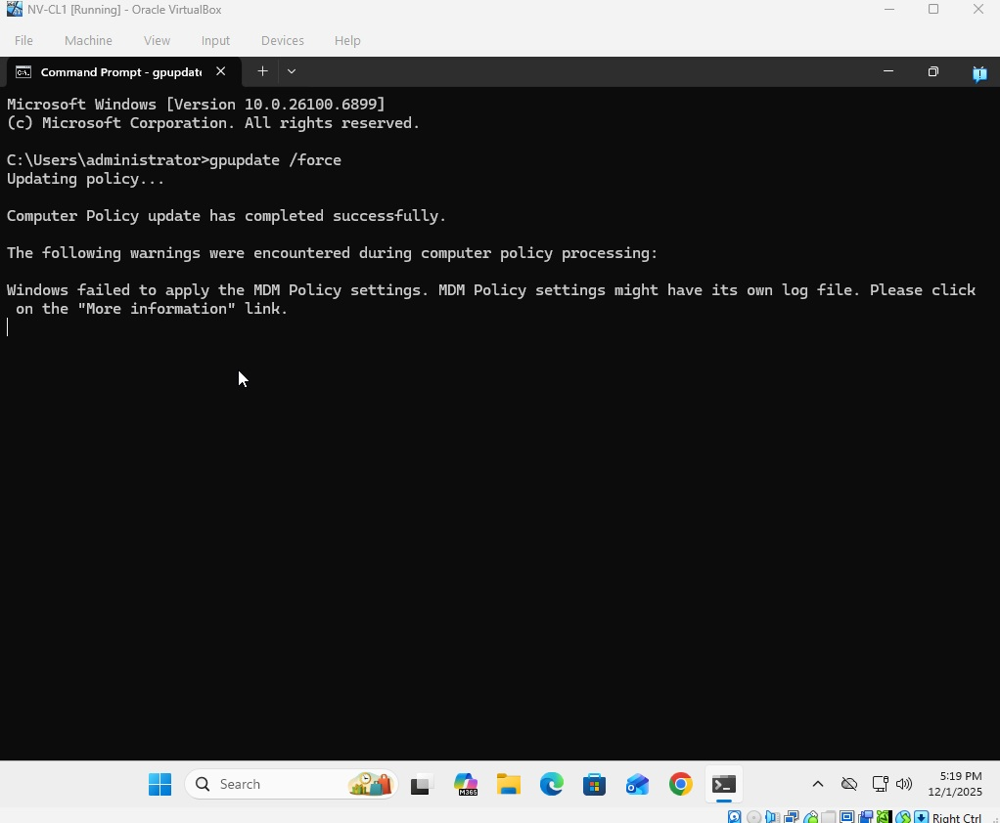 NV-CL1 [Running] - Oracle VirtualBox
File Machine View Input Devices Help
Command Prompt - gpupdate
Microsoft Windows [Version 10.0.26100.6899]
(c) Microsoft Corporation. All rights reserved.
C:\Users\administrator>gpupdate /force
Updating policy...
Computer Policy update has completed successfully.
The following warnings were encountered during computer policy processing:
Windows failed to apply the MDM Policy settings. MDM Policy settings might have its own log file. Please click
on the "More information" link.
Search
M365
5:19 PM
12/1/2025
Right Ctrl